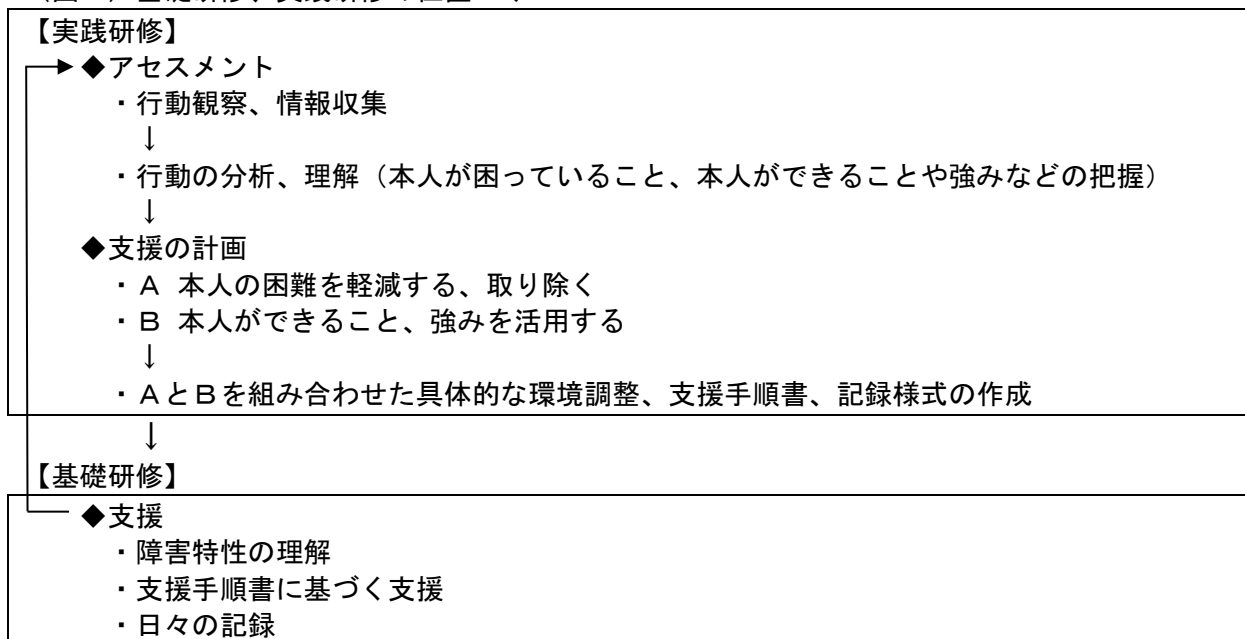 【実践研修】
◆アセスメント
・行動観察、情報収集
↓
・行動の分析、理解（本人が困っていること、本人ができることや強みなどの把握）
↓
◆支援の計画
・Ａ 本人の困難を軽減する、取り除く
・Ｂ 本人ができること、強みを活用する
↓
・ＡとＢを組み合わせた具体的な環境調整、支援手順書、記録様式の作成
↓
【基礎研修】
◆支援
・障害特性の理解
・支援手順書に基づく支援
・日々の記録